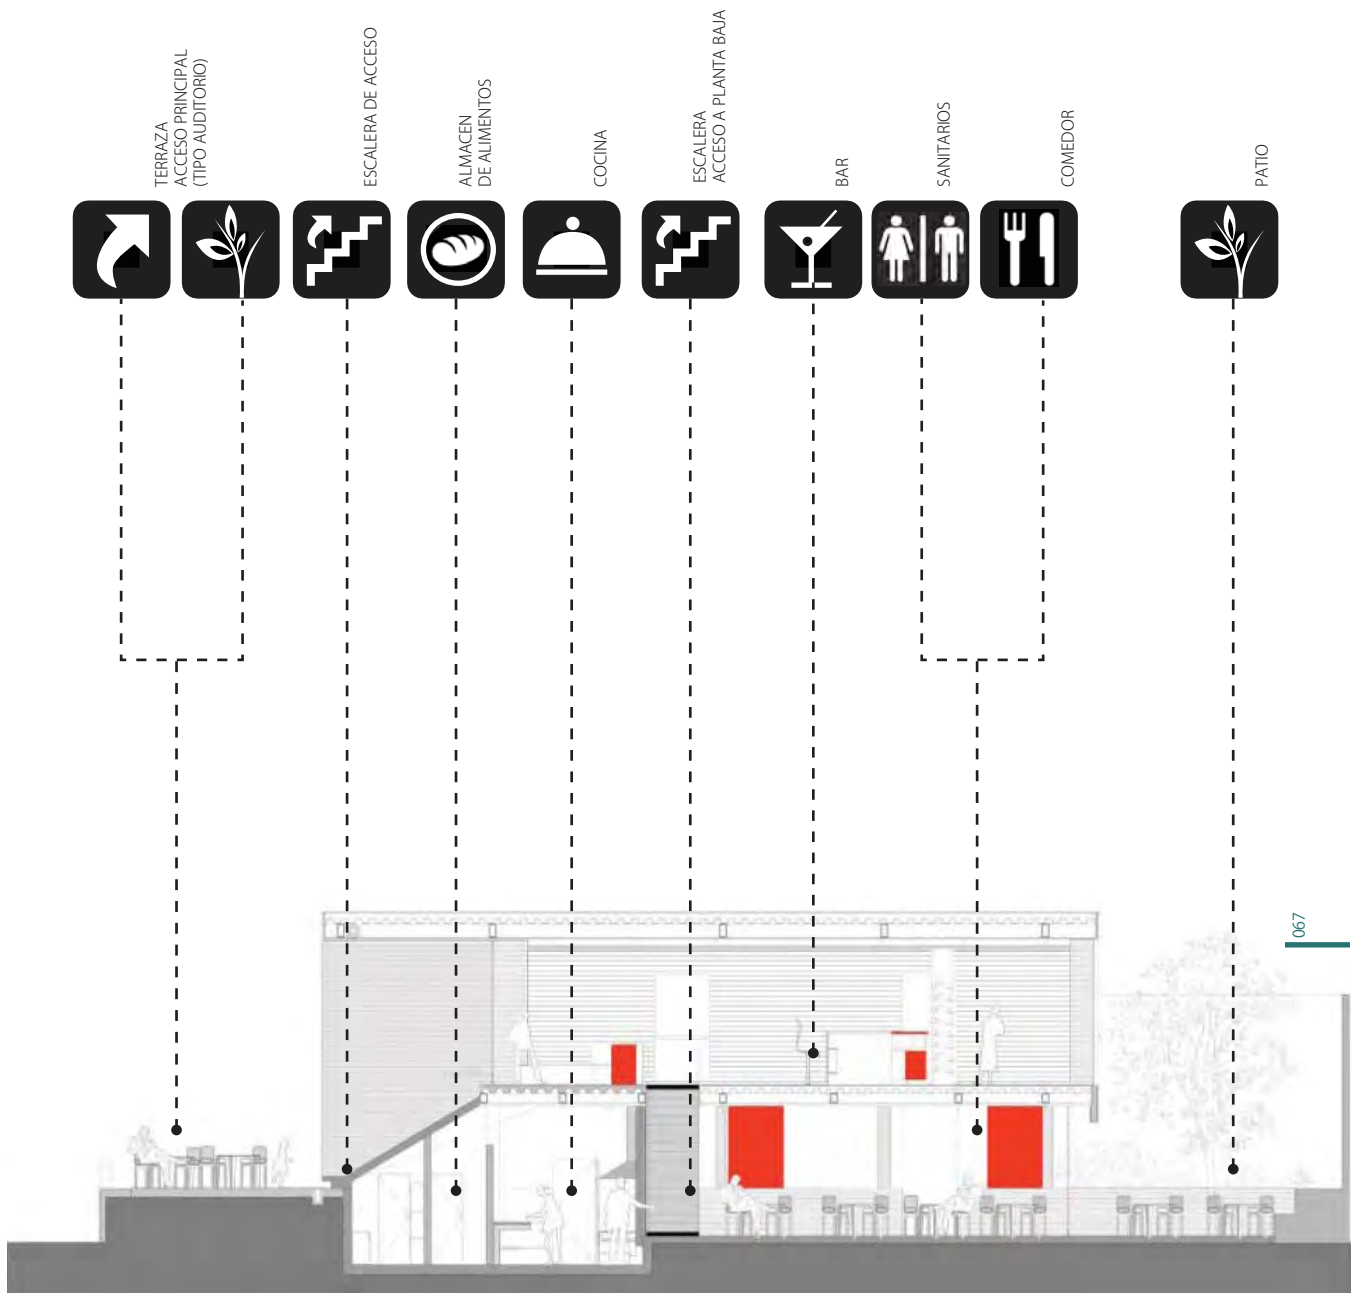 TERRAZA
ACCESO PRINCIPAL
(TIPO AUDITORIO)
ESCALERA DE ACCESO
ALMACEN
DE ALIMENTOS
COCINA
ESCALERA
ACCESO A PLANTA BAJA
BAR
SANITARIOS
COMEDOR
PATIO
067